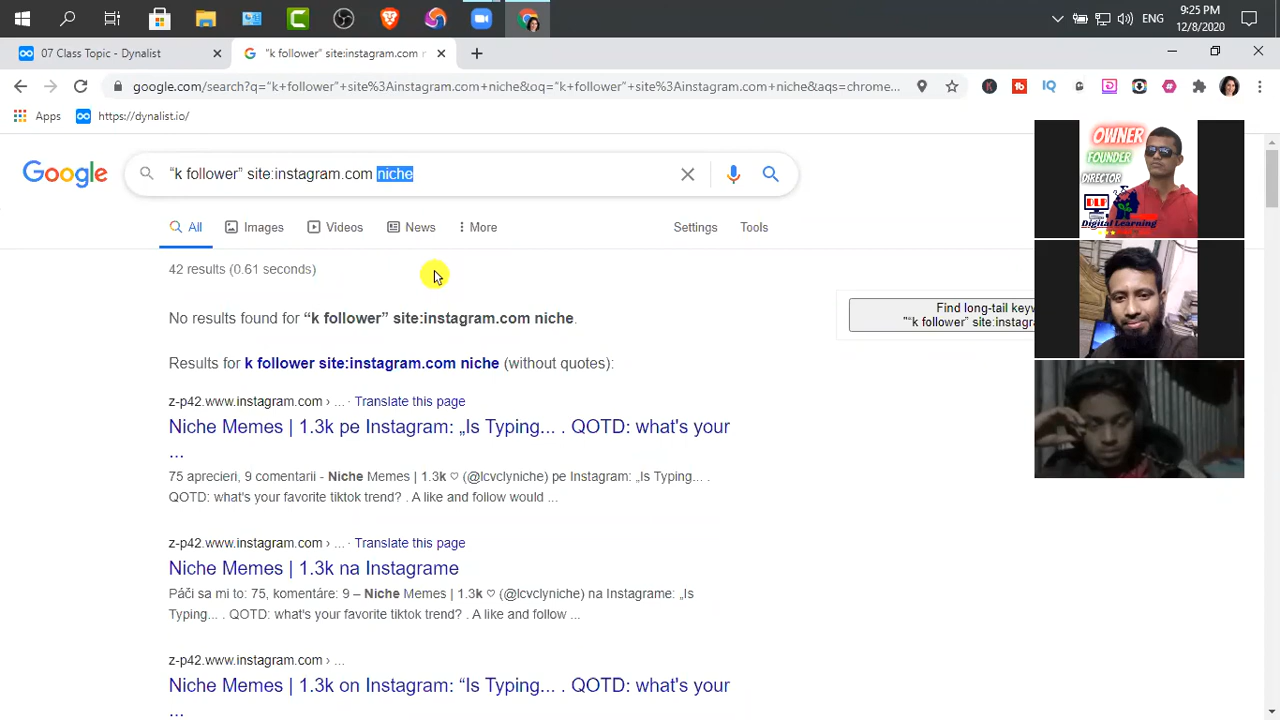 ENG
9:25 PM
12/8/2020
07 Class Topic - Dynalist
"k follower" site:instagram.com n
google.com/search?q="k+follower"+site%3Ainstagram.com+niche&oq="k+follower"+site%3Ainstagram.com+niche&aqs=chrome...
Apps
https://dynalist.io/
Google
“k follower” site:instagram.com niche
All
Images
Videos
News
More
Settings
Tools
42 results (0.61 seconds)
No results found for “k follower” site:instagram.com niche.
Results for k follower site:instagram.com niche (without quotes):
z-p42.www.instagram.com › ... · Translate this page
Niche Memes | 1.3k pe Instagram: „Is Typing... . QOTD: what's your
...
75 aprecieri, 9 comentarii - Niche Memes | 1.3k ♡ (@lcvclyniche) pe Instagram: „Is Typing... .
QOTD: what's your favorite tiktok trend? . A like and follow would ...
z-p42.www.instagram.com › ... · Translate this page
Niche Memes | 1.3k na Instagrame
Páči sa mi to: 75, komentáre: 9 – Niche Memes | 1.3k ♡ (@lcvclyniche) na Instagrame: „Is
Typing... . QOTD: what's your favorite tiktok trend? . A like and follow ...
z-p42.www.instagram.com › ...
Niche Memes | 1.3k on Instagram: “Is Typing... . QOTD: what's your
...
Find long-tail keyw
"“k follower” site:instagra
OWNER
FOUNDER
DIRECTOR
DLF
Digital Learning